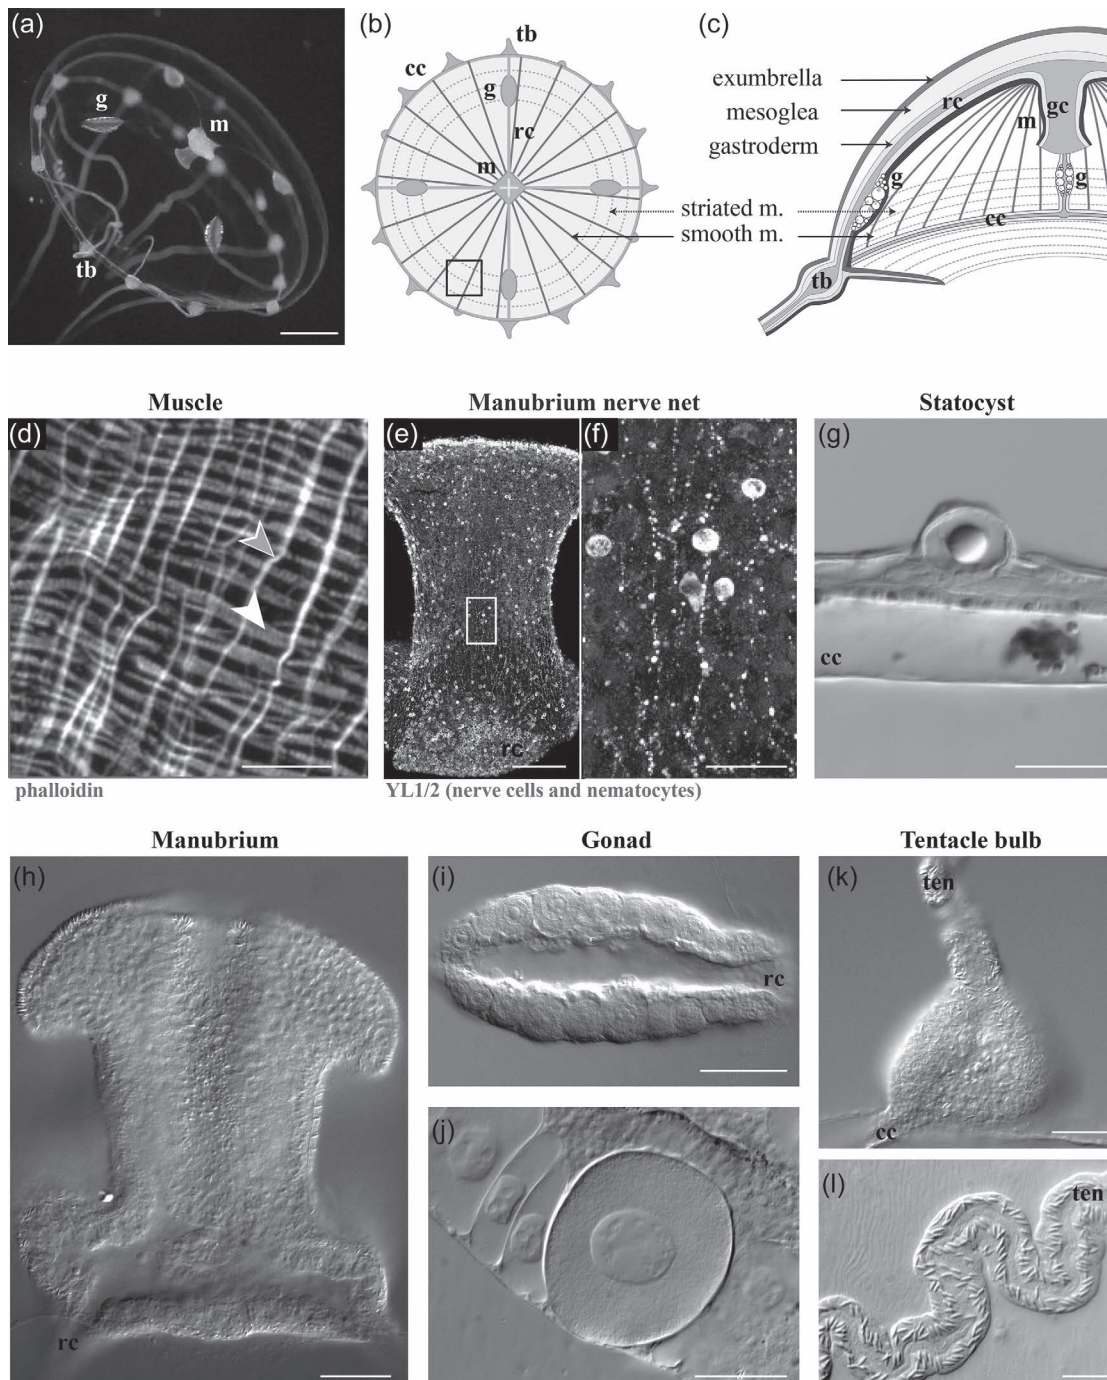 (a)
g
m
tb
(b)
tb
cc
g
rc
m
(c)
exumbrella
mesoglea
gastroderm
rc
gc
m
g
g
cc
tb
striated m.
smooth m.
Muscle
Manubrium nerve net
Statocyst
(d)
(e)
rc
(f)
(g)
cc
phalloidin
YL1/2 (nerve cells and nematocytes)
Manubrium
Gonad
Tentacle bulb
(h)
rc
(i)
rc
(j)
(k)
ten
cc
(l)
ten